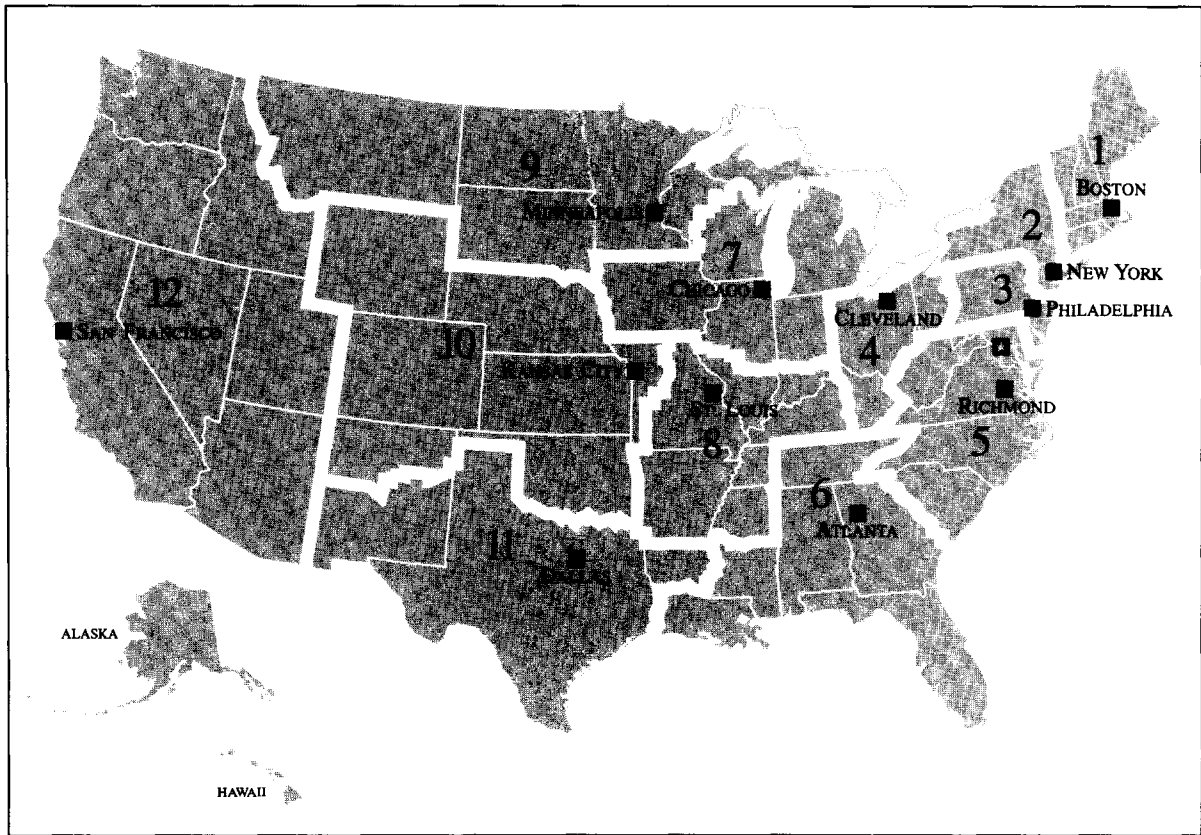 1
BOSTON
9
MINNEAPOLIS
2
7
NEW YORK
12
CHICAGO
3
CLEVELAND
PHILADELPHIA
SAN FRANCISCO
10
4
KANSAS CITY
ST. LOUIS
RICHMOND
8
5
6
ATLANTA
11
DALLAS
ALASKA
HAWAII